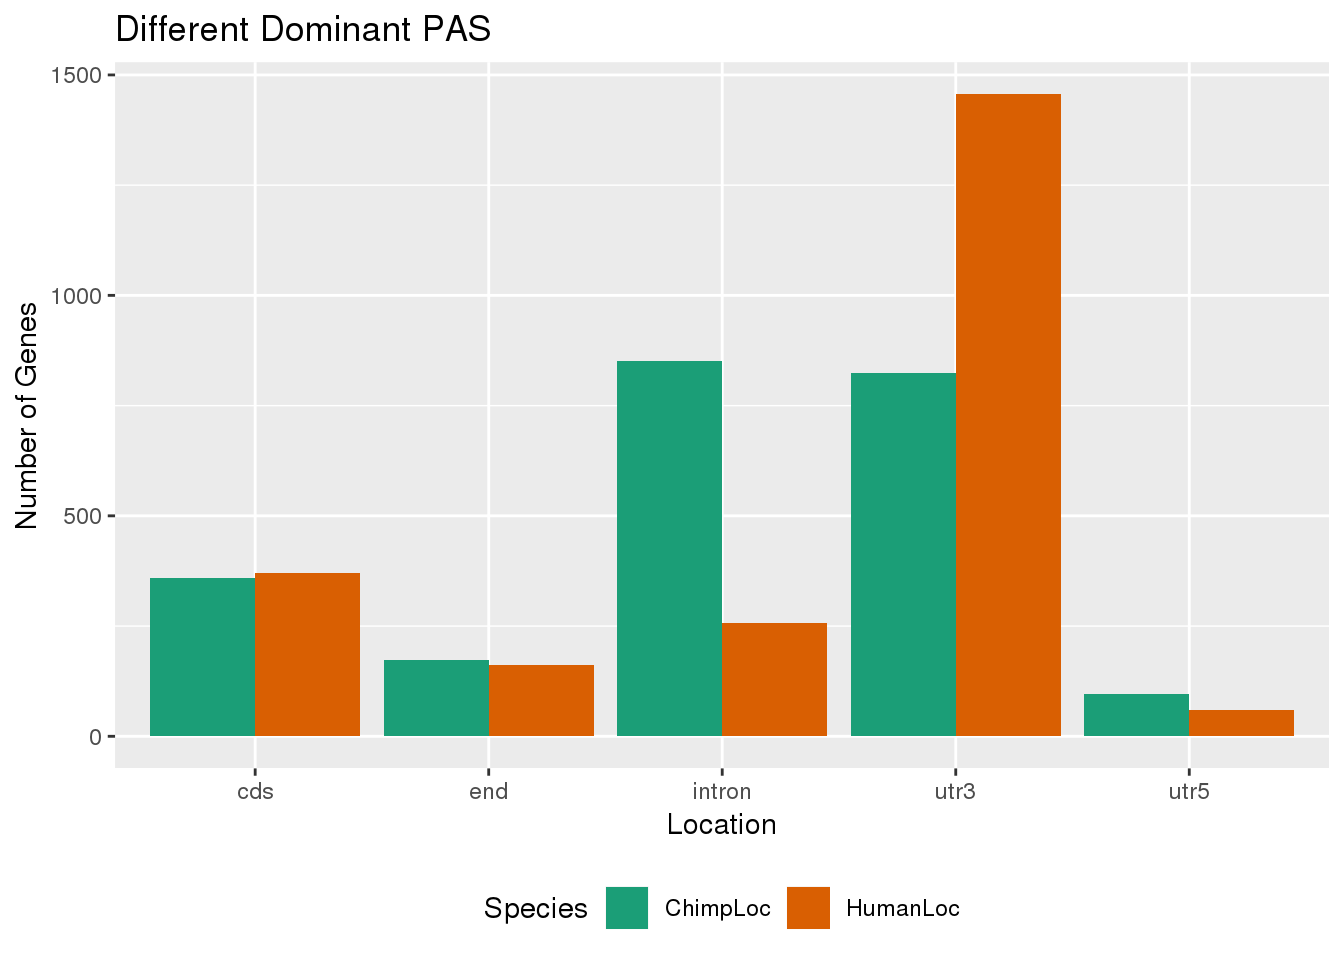 Different Dominant PAS
1500
1000
500
0
Number of Genes
cds end intron utr3 utr5
Location
Species ChimpLoc HumanLoc